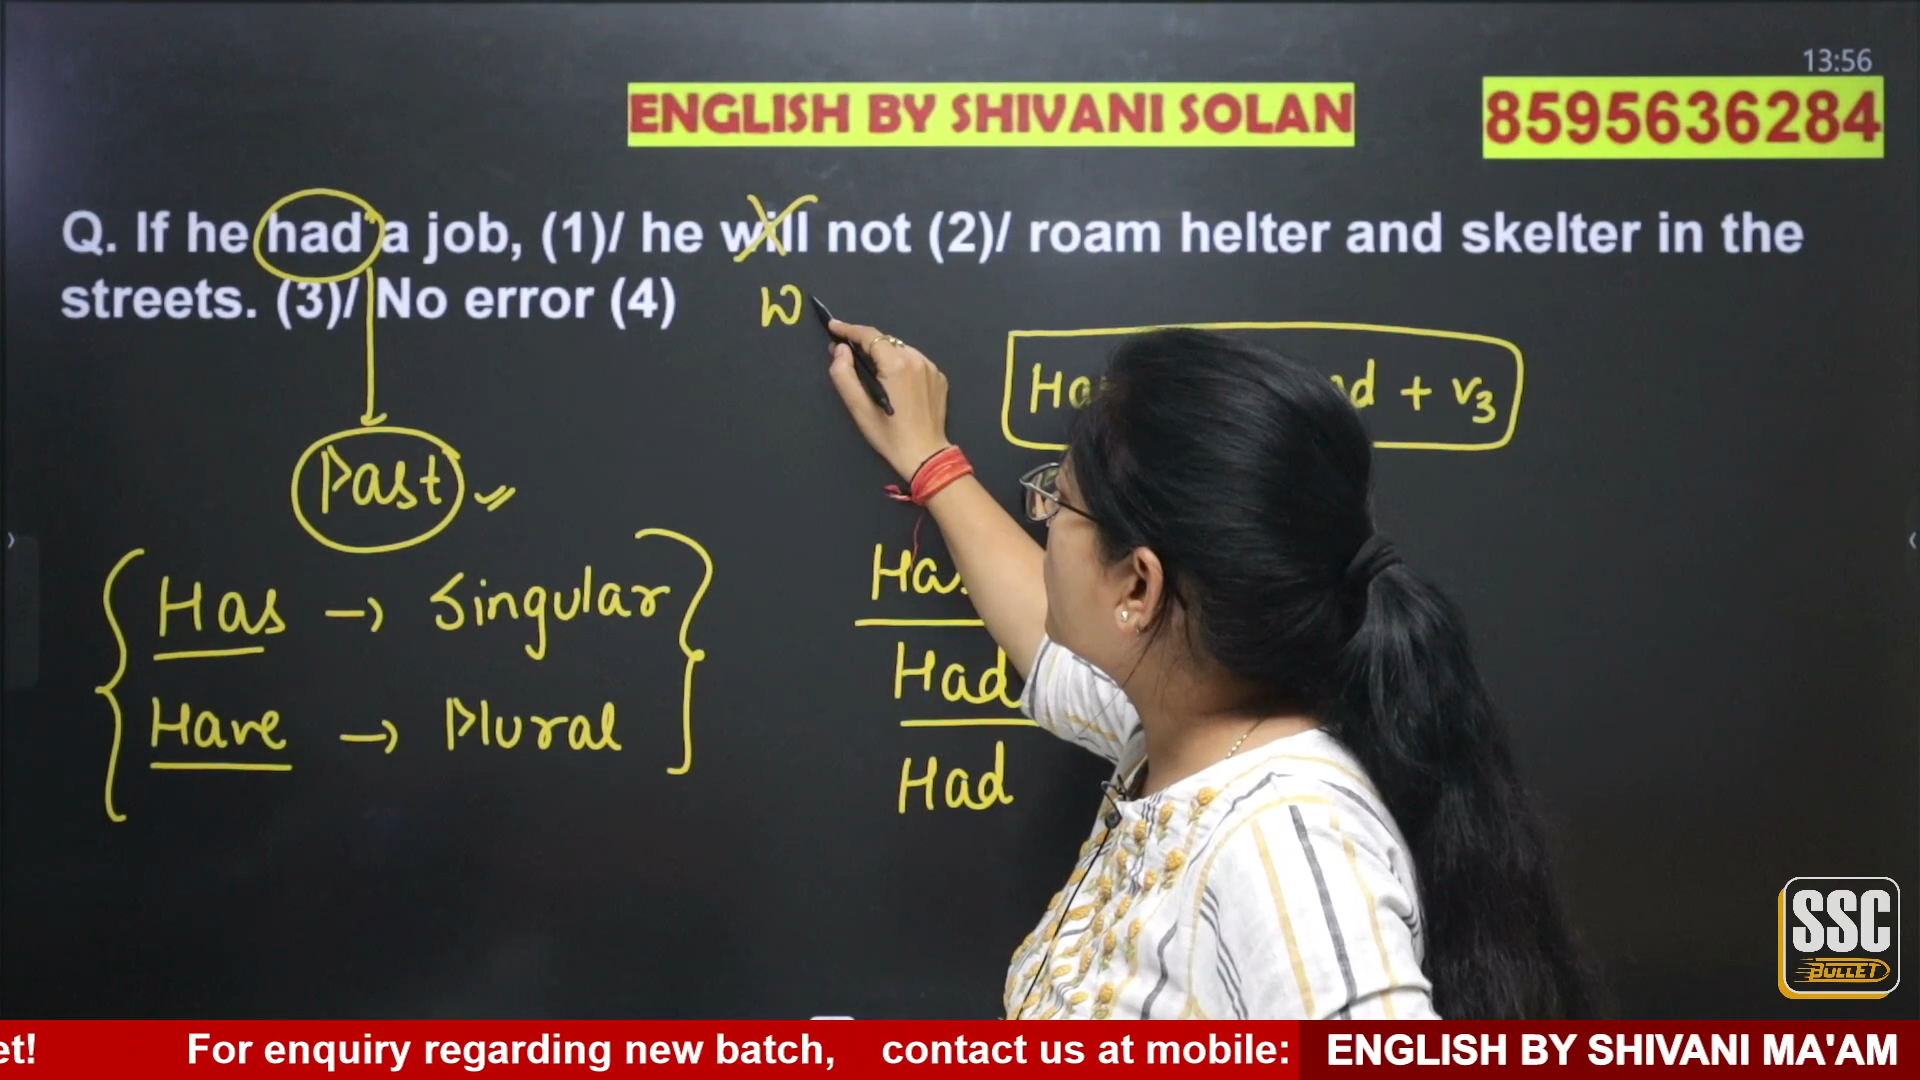 13:56
ENGLISH BY SHIVANI SOLAN
8595636284
Q. If he had a job, (1)/ he will not (2)/ roam helter and skelter in the
streets. (3)/ No error (4)
w
+ v3
Past
Has → Singular
Have → Plural
Has
Had
Had
SSC
BULLET
et! For enquiry regarding new batch, contact us at mobile:
ENGLISH BY SHIVANI MA'AM